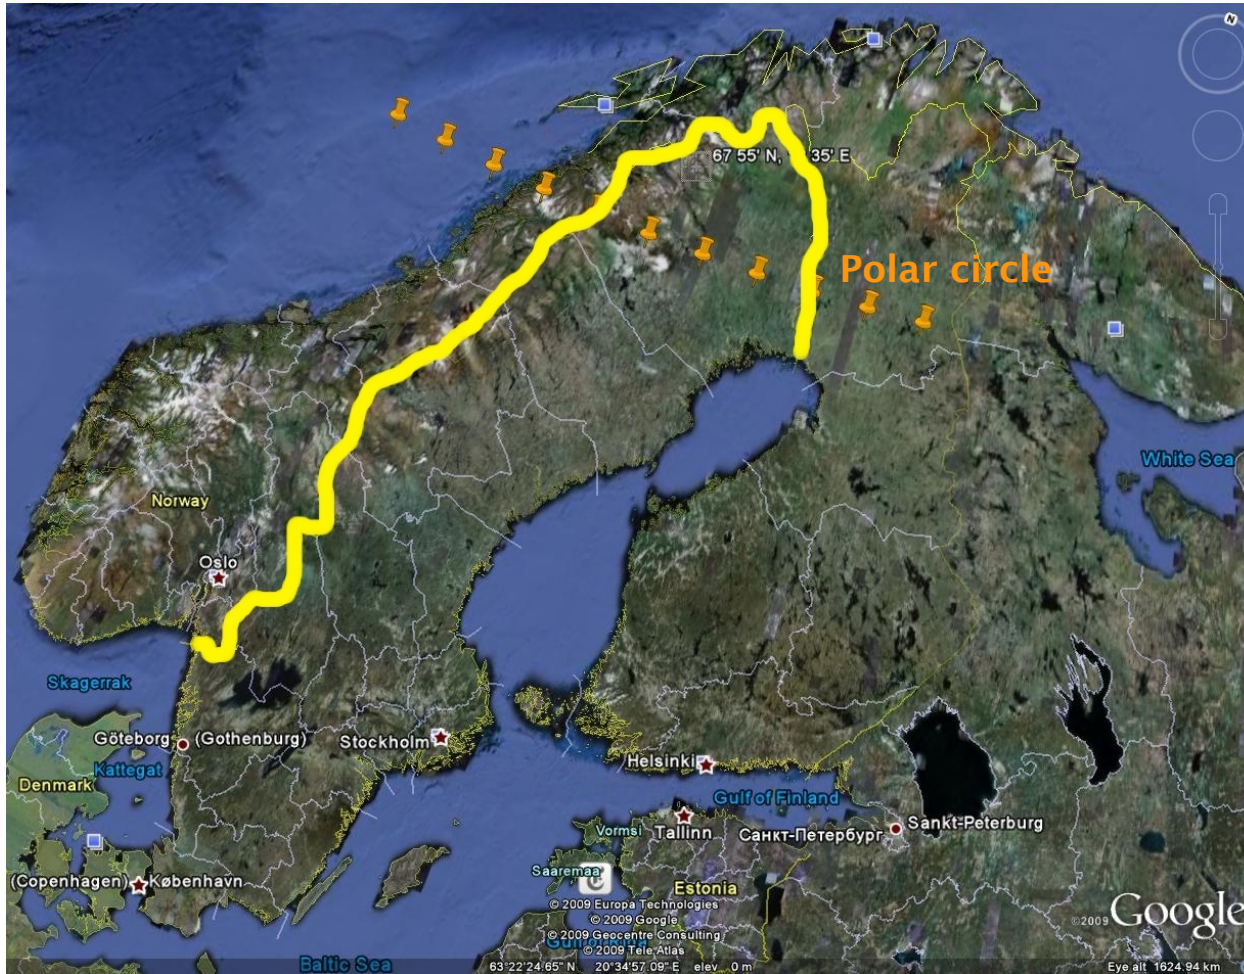 N
67 55' N, 35' E
Polar circle
White Sea
Norway
Oslo
Skagerrak
Göteborg (Gothenburg)
Stockholm
Kattegat
Denmark
Helsinki
Gulf of Finland
Vormsi
Tallinn
Санкт-Петербург Sankt-Peterburg
Saaremaa
(Copenhagen) København
Estonia
© 2009 Europa Technologies
© 2009 Google
© 2009 Geocentre Consulting
© 2009 Tele Atlas
©2009 Google
Gulf of Riga
Baltic Sea
63°22'24.65" N 20°34'57.09" E elev 0 m
Eye alt 1624.94 km